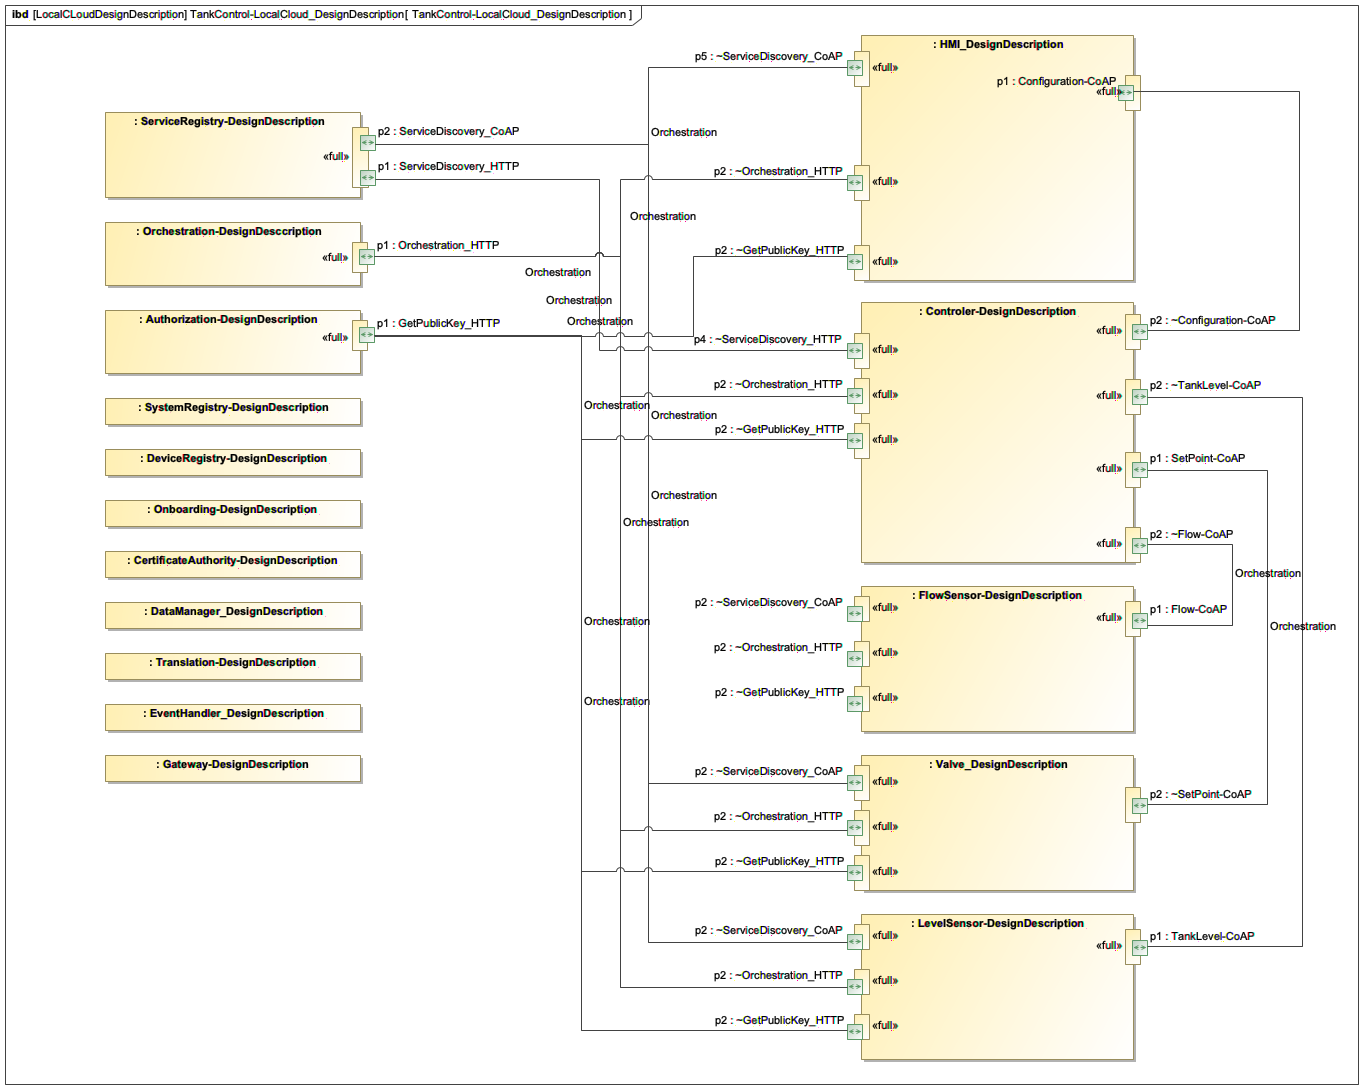 ibd [LocalCLoudDesignDescription] TankControl-LocalCloud_DesignDescription[ TankControl-LocalCloud_DesignDescription ]
: ServiceRegistry-DesignDescription
«full»
p2 : ServiceDiscovery_CoAP
p1 : ServiceDiscovery_HTTP
: Orchestration-DesignDesccription
«full»
p1 : Orchestration_HTTP
: Authorization-DesignDescription
«full»
p1 : GetPublicKey_HTTP
: SystemRegistry-DesignDescription
: DeviceRegistry-DesignDescription
: Onboarding-DesignDescription
: CertificateAuthority-DesignDescription
: DataManager_DesignDescription
: Translation-DesignDescription
: EventHandler_DesignDescription
: Gateway-DesignDescription
Orchestration
Orchestration
Orchestration
Orchestration
Orchestration
Orchestration
Orchestration
Orchestration
Orchestration
Orchestration
Orchestration
: HMI_DesignDescription
p5 : ~ServiceDiscovery_CoAP
«full»
p1 : Configuration-CoAP
«full»
p2 : ~Orchestration_HTTP
«full»
p2 : ~GetPublicKey_HTTP
«full»
: Controler-DesignDescription
«full»
p2 : ~Configuration-CoAP
p4 : ~ServiceDiscovery_HTTP
«full»
p2 : ~Orchestration_HTTP
«full»
«full»
p2 : ~TankLevel-CoAP
p2 : ~GetPublicKey_HTTP
«full»
«full»
p1 : SetPoint-CoAP
«full»
p2 : ~Flow-CoAP
Orchestration
: FlowSensor-DesignDescription
p2 : ~ServiceDiscovery_CoAP
«full»
«full»
p1 : Flow-CoAP
Orchestration
p2 : ~Orchestration_HTTP
«full»
p2 : ~GetPublicKey_HTTP
«full»
: Valve_DesignDescription
p2 : ~ServiceDiscovery_CoAP
«full»
p2 : ~SetPoint-CoAP
p2 : ~Orchestration_HTTP
«full»
p2 : ~GetPublicKey_HTTP
«full»
: LevelSensor-DesignDescription
p2 : ~ServiceDiscovery_CoAP
«full»
«full»
p1 : TankLevel-CoAP
p2 : ~Orchestration_HTTP
«full»
p2 : ~GetPublicKey_HTTP
«full»